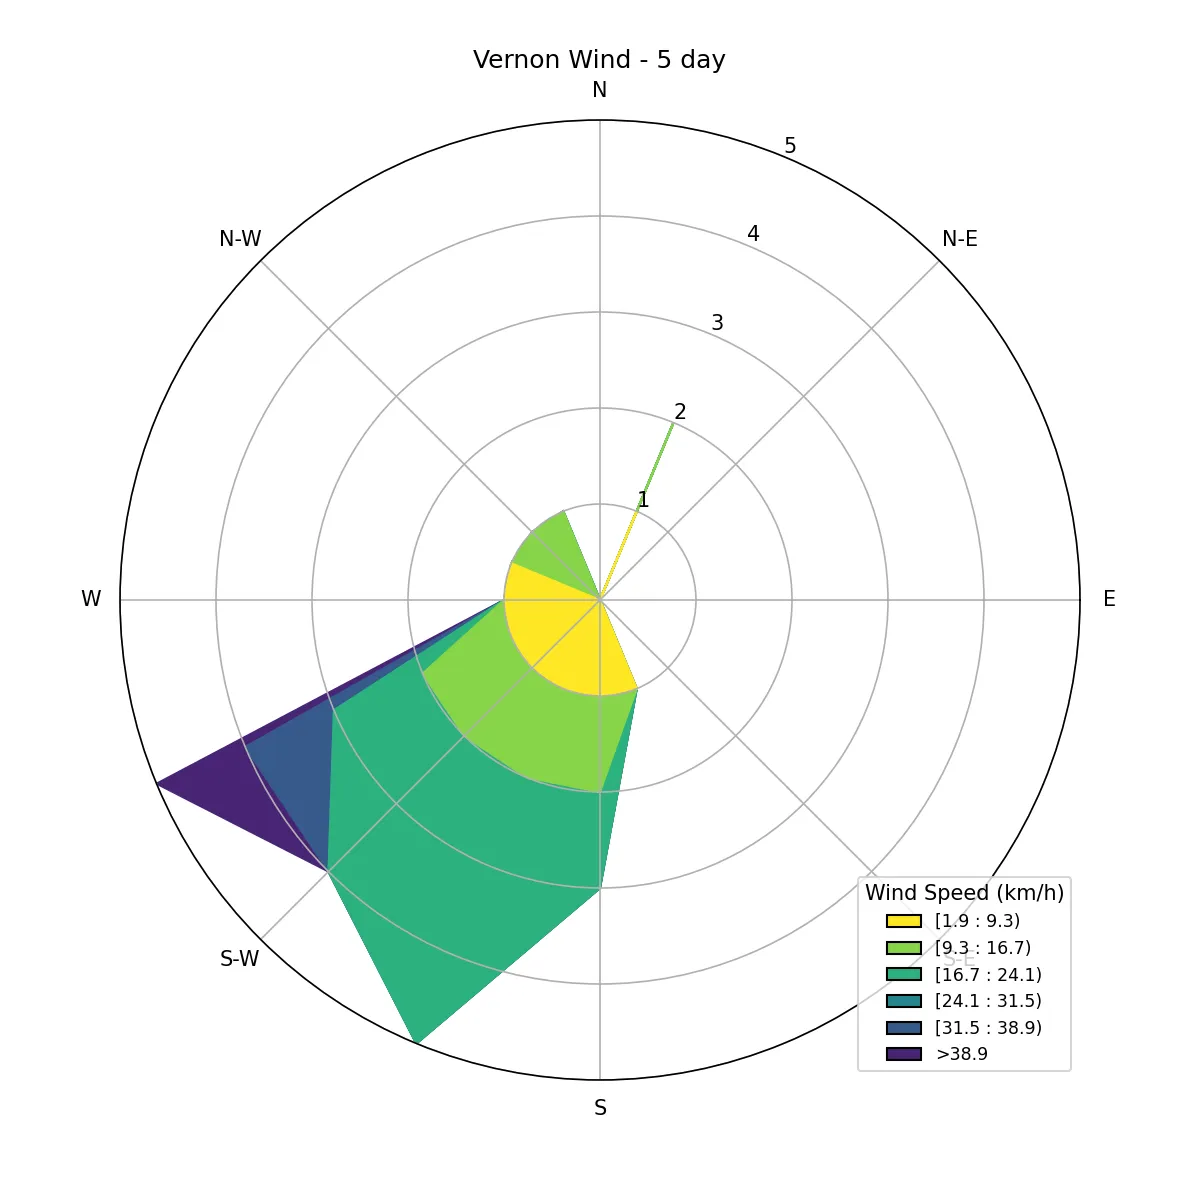 Vernon Wind - 5 day
N
5
N-W
4
N-E
3
2
1
W
E
Wind Speed (km/h)
[1.9 : 9.3)
[9.3 : 16.7)
S-W
S-E
[16.7 : 24.1)
[24.1 : 31.5)
[31.5 : 38.9)
>38.9
S